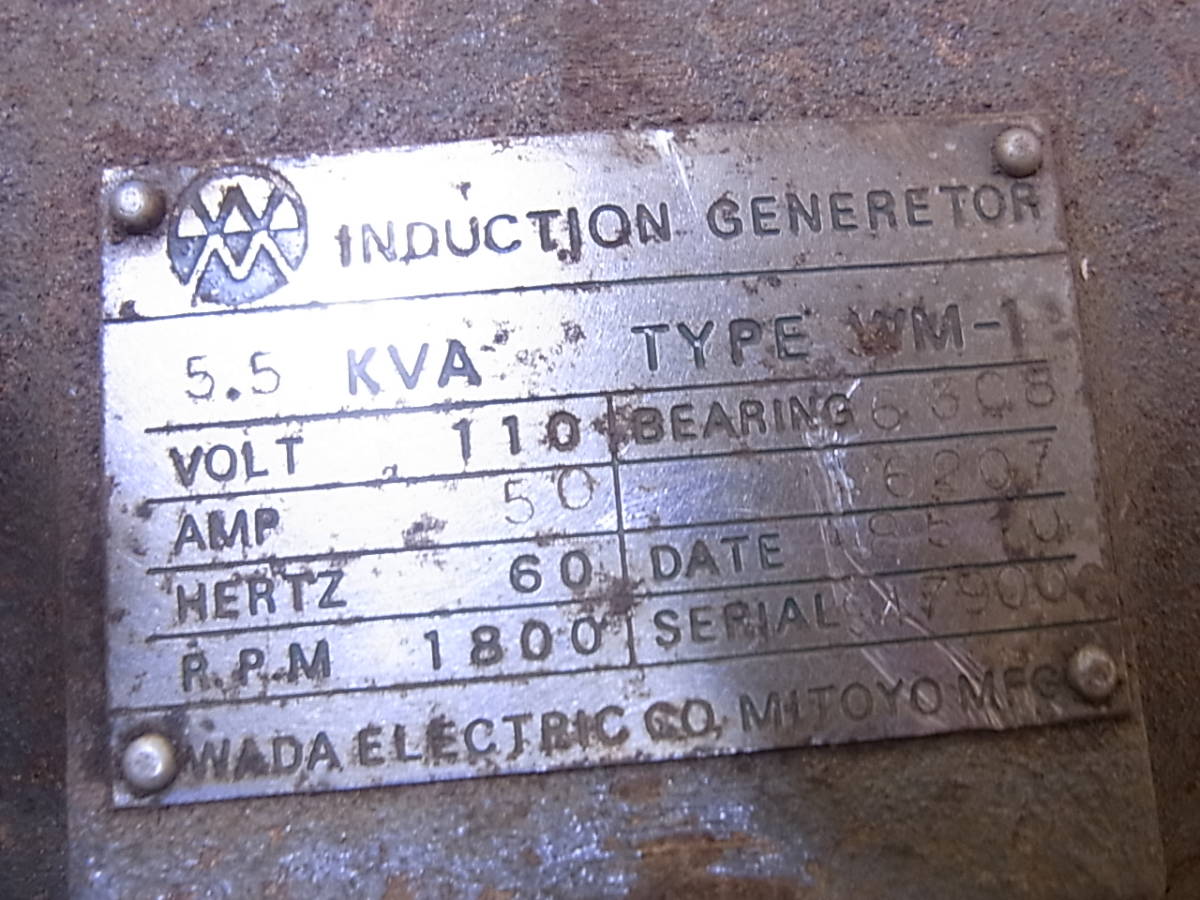 INDUCTION GENERETOR
5.5 KVA TYPE WM-1
VOLT 110 BEARING
AMP 50 6207
HERTZ 60 DATE
R.P.M 1800 SERIAL
WADA ELECTRIC CO, MITOYO MFG